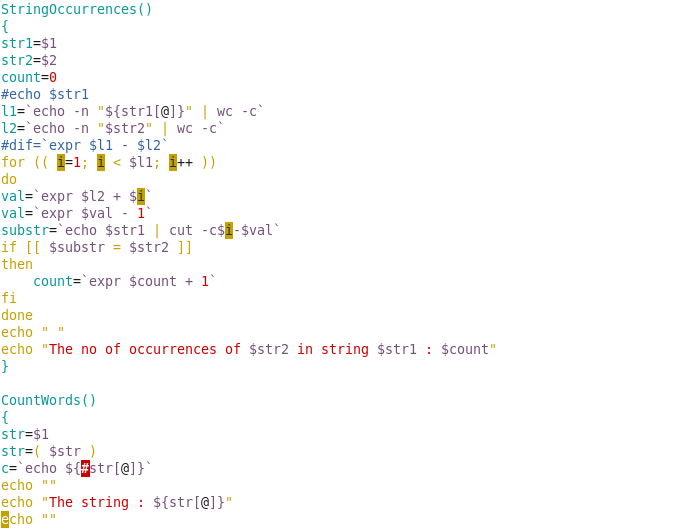 StringOccurrences()
{
str1=$1
str2=$2
count=0
#echo $str1
l1=`echo -n "${str1[@]}" | wc -c`
l2=`echo -n "$str2" | wc -c`
#dif=`expr $l1 - $l2`
for (( i=1; i < $l1; i++ ))
do
val=`expr $l2 + $i`
val=`expr $val - 1`
substr=`echo $str1 | cut -c$i-$val`
if [[ $substr = $str2 ]]
then
    count=`expr $count + 1`
fi
done
echo " "
echo "The no of occurrences of $str2 in string $str1 : $count"
}

CountWords()
{
str=$1
str=( $str )
c=`echo ${#str[@]}`
echo ""
echo "The string : ${str[@]}"
echo ""